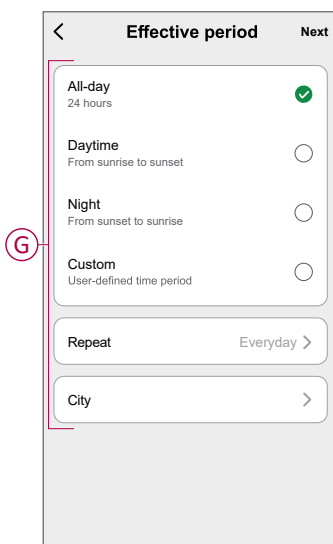 Effective period Next
All-day
24 hours
Daytime
From sunrise to sunset
Night
From sunset to sunrise
G
Custom
User-defined time period
Repeat Everyday
City